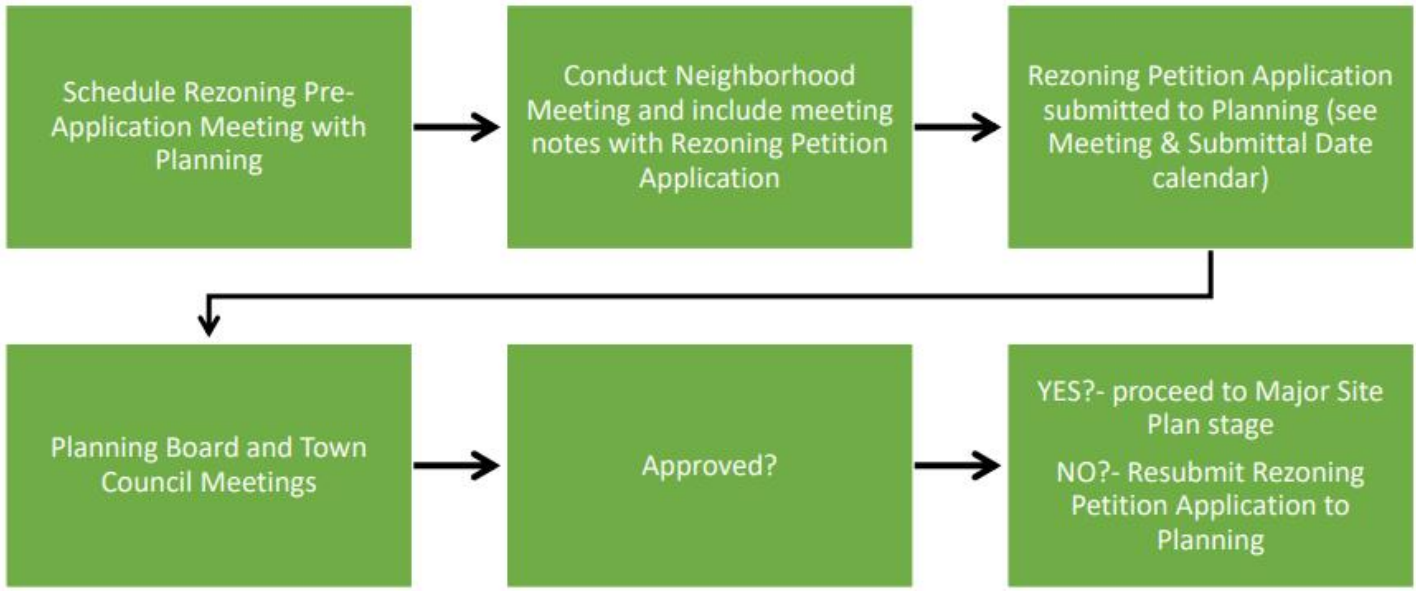 Schedule Rezoning Pre-
Application Meeting with
Planning
Conduct Neighborhood
Meeting and include meeting
notes with Rezoning Petition
Application
Rezoning Petition Application
submitted to Planning (see
Meeting & Submittal Date
calendar)
Planning Board and Town
Council Meetings
Approved?
YES?- proceed to Major Site
Plan stage
NO?- Resubmit Rezoning
Petition Application to
Planning